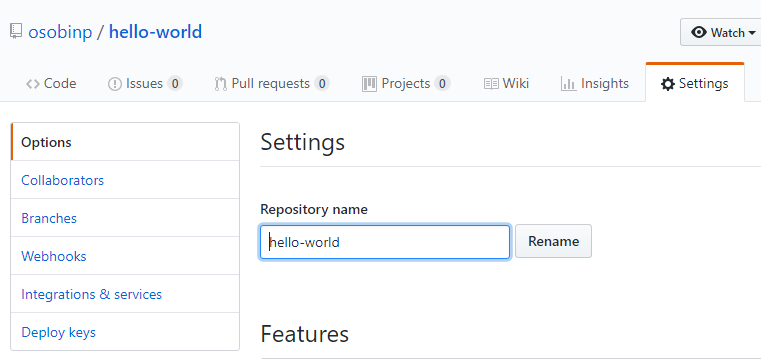 osobinp / hello-world
Watch
Code Issues 0 Pull requests 0 Projects 0 Wiki Insights Settings
Options
Collaborators
Branches
Webhooks
Integrations & services
Deploy keys
Settings
Repository name
hello-world Rename
Features